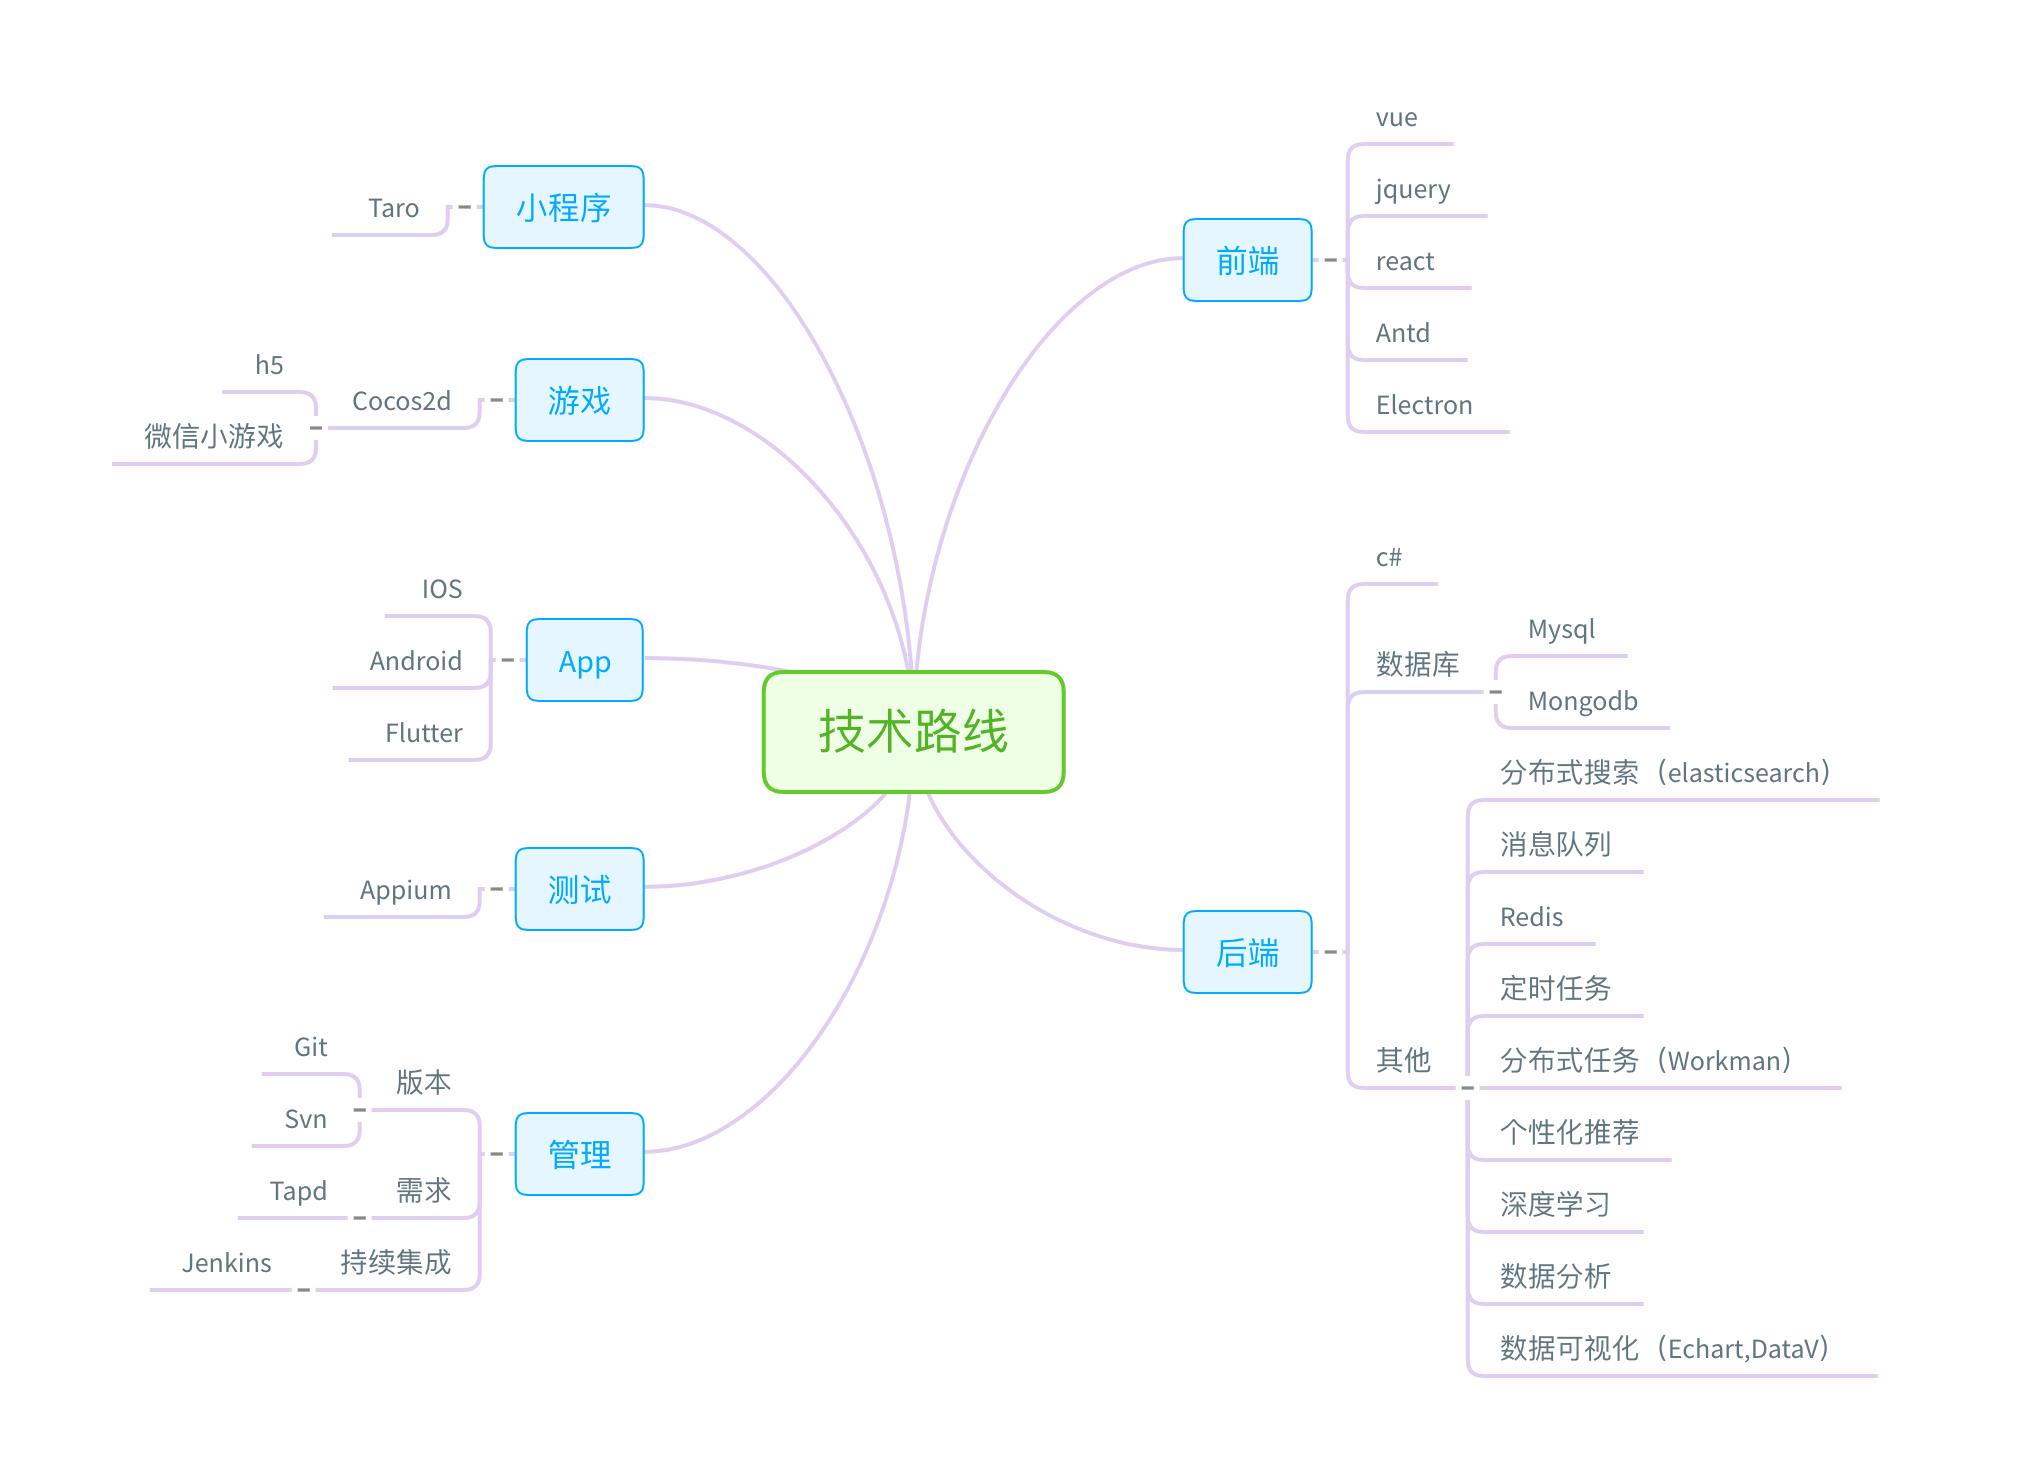 技术路线
前端
vue
jquery
react
Antd
Electron
后端
c#
数据库
Mysql
Mongodb
其他
分布式搜索（elasticsearch）
消息队列
Redis
定时任务
分布式任务（Workman）
个性化推荐
深度学习
数据分析
数据可视化（Echart,DataV）
小程序
Taro
游戏
Cocos2d
h5
微信小游戏
App
IOS
Android
Flutter
测试
Appium
管理
版本
Git
Svn
需求
Tapd
持续集成
Jenkins